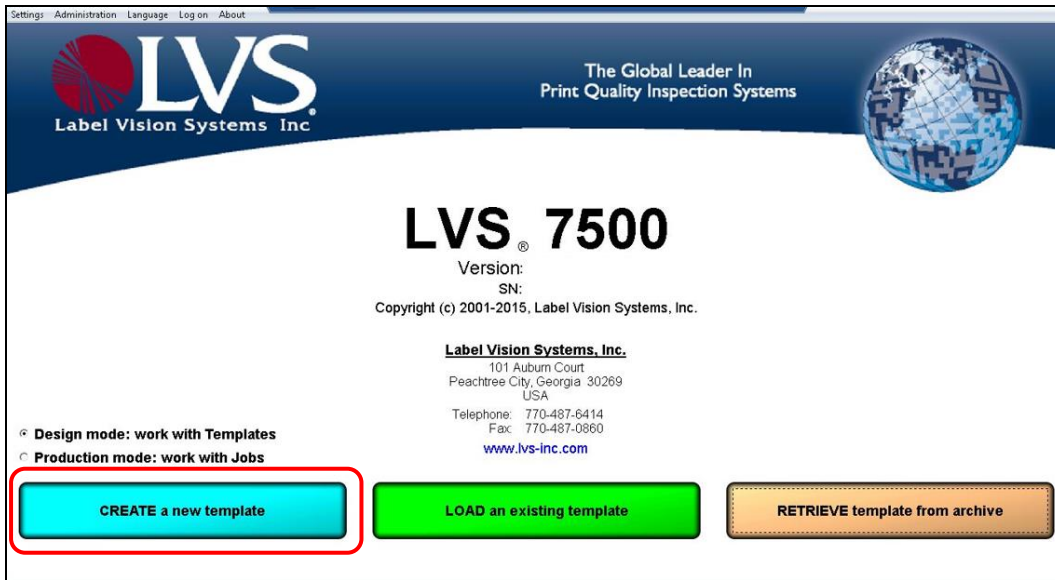 Settings Administration Language Log on About
LVS®
Label Vision Systems Inc
The Global Leader In
Print Quality Inspection Systems
LVS® 7500
Version:
SN:
Copyright (c) 2001-2015, Label Vision Systems, Inc.
Label Vision Systems, Inc.
101 Auburn Court
Peachtree City, Georgia 30269
USA
Telephone: 770-487-6414
Fax: 770-487-0860
www.lvs-inc.com
Design mode: work with Templates
Production mode: work with Jobs
CREATE a new template
LOAD an existing template
RETRIEVE template from archive